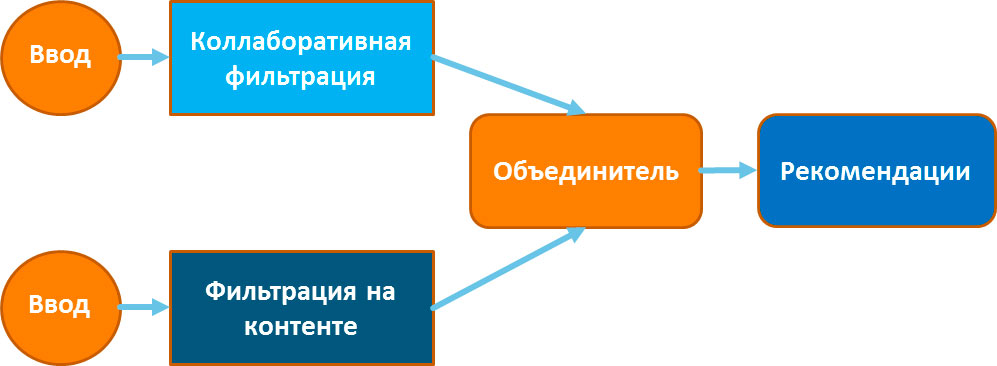 Ввод
Коллаборативная
фильтрация
Объединитель
Рекомендации
Ввод
Фильтрация на
контенте